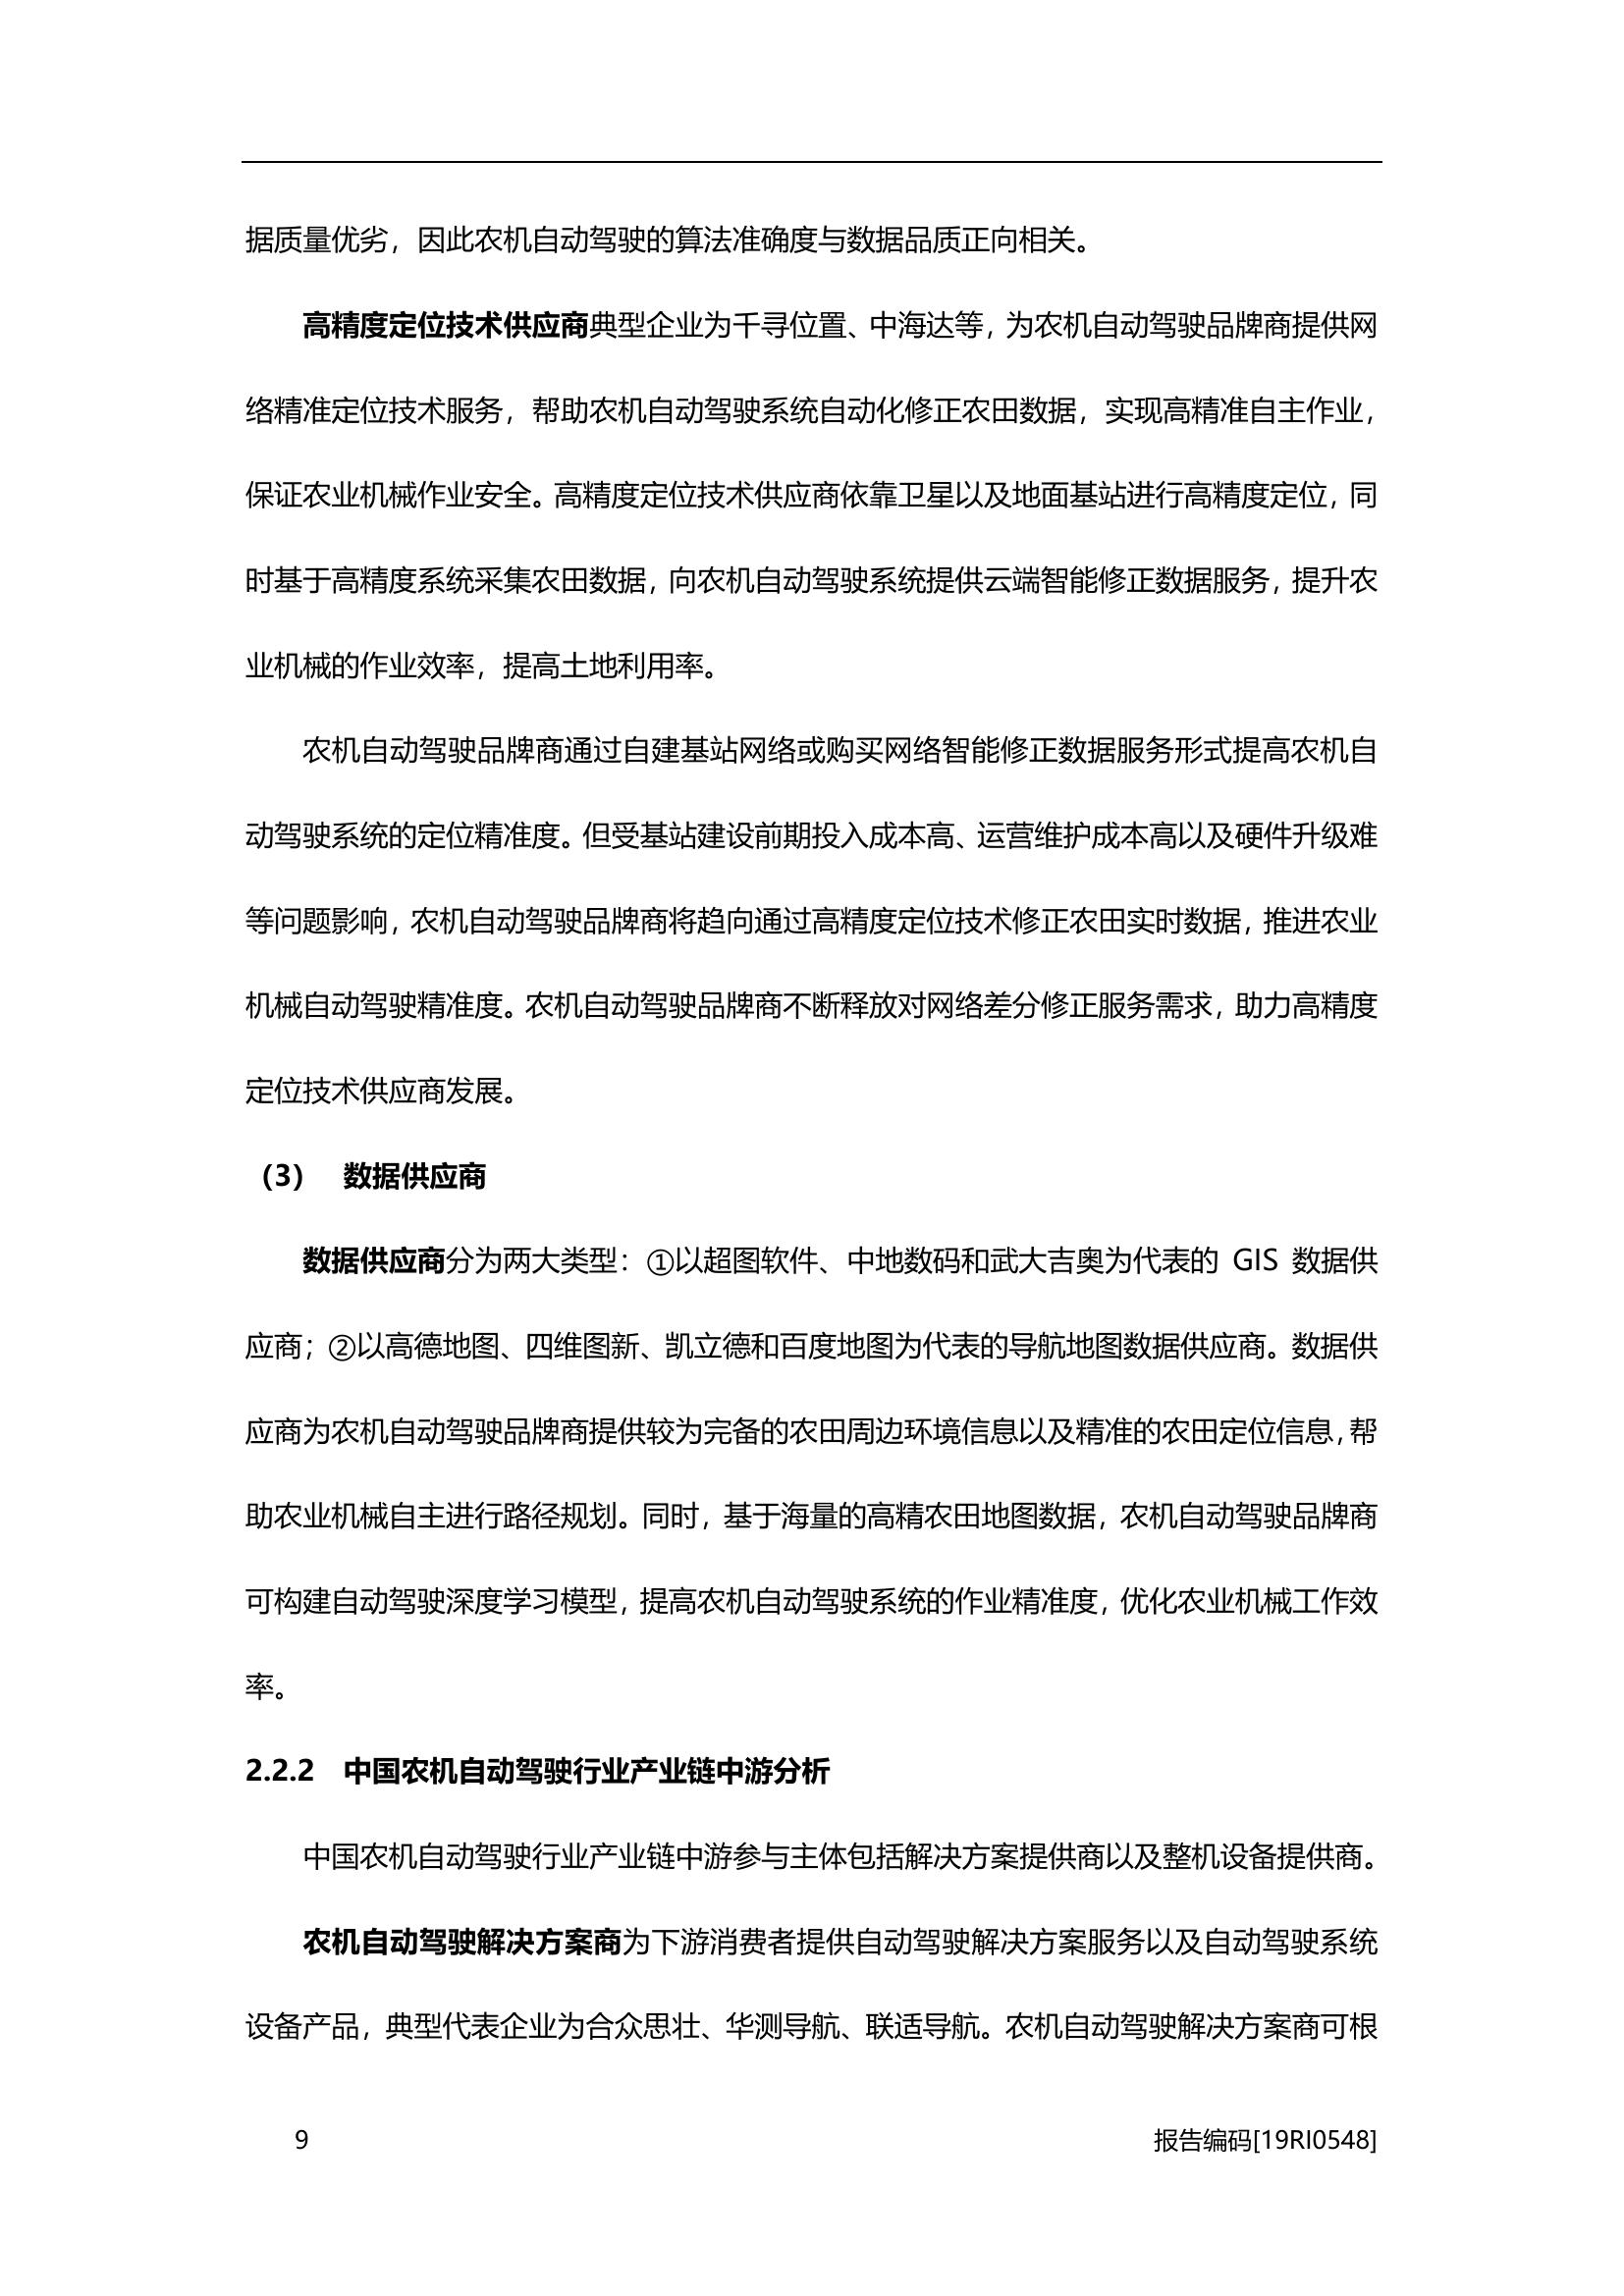 据质量优劣，因此农机自动驾驶的算法准确度与数据品质正向相关。
高精度定位技术供应商典型企业为千寻位置、中海达等，为农机自动驾驶品牌商提供网
络精准定位技术服务，帮助农机自动驾驶系统自动化修正农田数据，实现高精准自主作业，
保证农业机械作业安全。高精度定位技术供应商依靠卫星以及地面基站进行高精度定位，同
时基于高精度系统采集农田数据，向农机自动驾驶系统提供云端智能修正数据服务，提升农
业机械的作业效率，提高土地利用率。
农机自动驾驶品牌商通过自建基站网络或购买网络智能修正数据服务形式提高农机自
动驾驶系统的定位精准度。但受基站建设前期投入成本高、运营维护成本高以及硬件升级难
等问题影响，农机自动驾驶品牌商将趋向通过高精度定位技术修正农田实时数据，推进农业
机械自动驾驶精准度。农机自动驾驶品牌商不断释放对网络差分修正服务需求，助力高精度
定位技术供应商发展。
（3） 数据供应商
数据供应商分为两大类型：①以超图软件、中地数码和武大吉奥为代表的 GIS 数据供
应商；②以高德地图、四维图新、凯立德和百度地图为代表的导航地图数据供应商。数据供
应商为农机自动驾驶品牌商提供较为完备的农田周边环境信息以及精准的农田定位信息，帮
助农业机械自主进行路径规划。同时，基于海量的高精农田地图数据，农机自动驾驶品牌商
可构建自动驾驶深度学习模型，提高农机自动驾驶系统的作业精准度，优化农业机械工作效
率。
2.2.2 中国农机自动驾驶行业产业链中游分析
中国农机自动驾驶行业产业链中游参与主体包括解决方案提供商以及整机设备提供商。
农机自动驾驶解决方案商为下游消费者提供自动驾驶解决方案服务以及自动驾驶系统
设备产品，典型代表企业为合众思壮、华测导航、联适导航。农机自动驾驶解决方案商可根
9 报告编码[19RI0548]